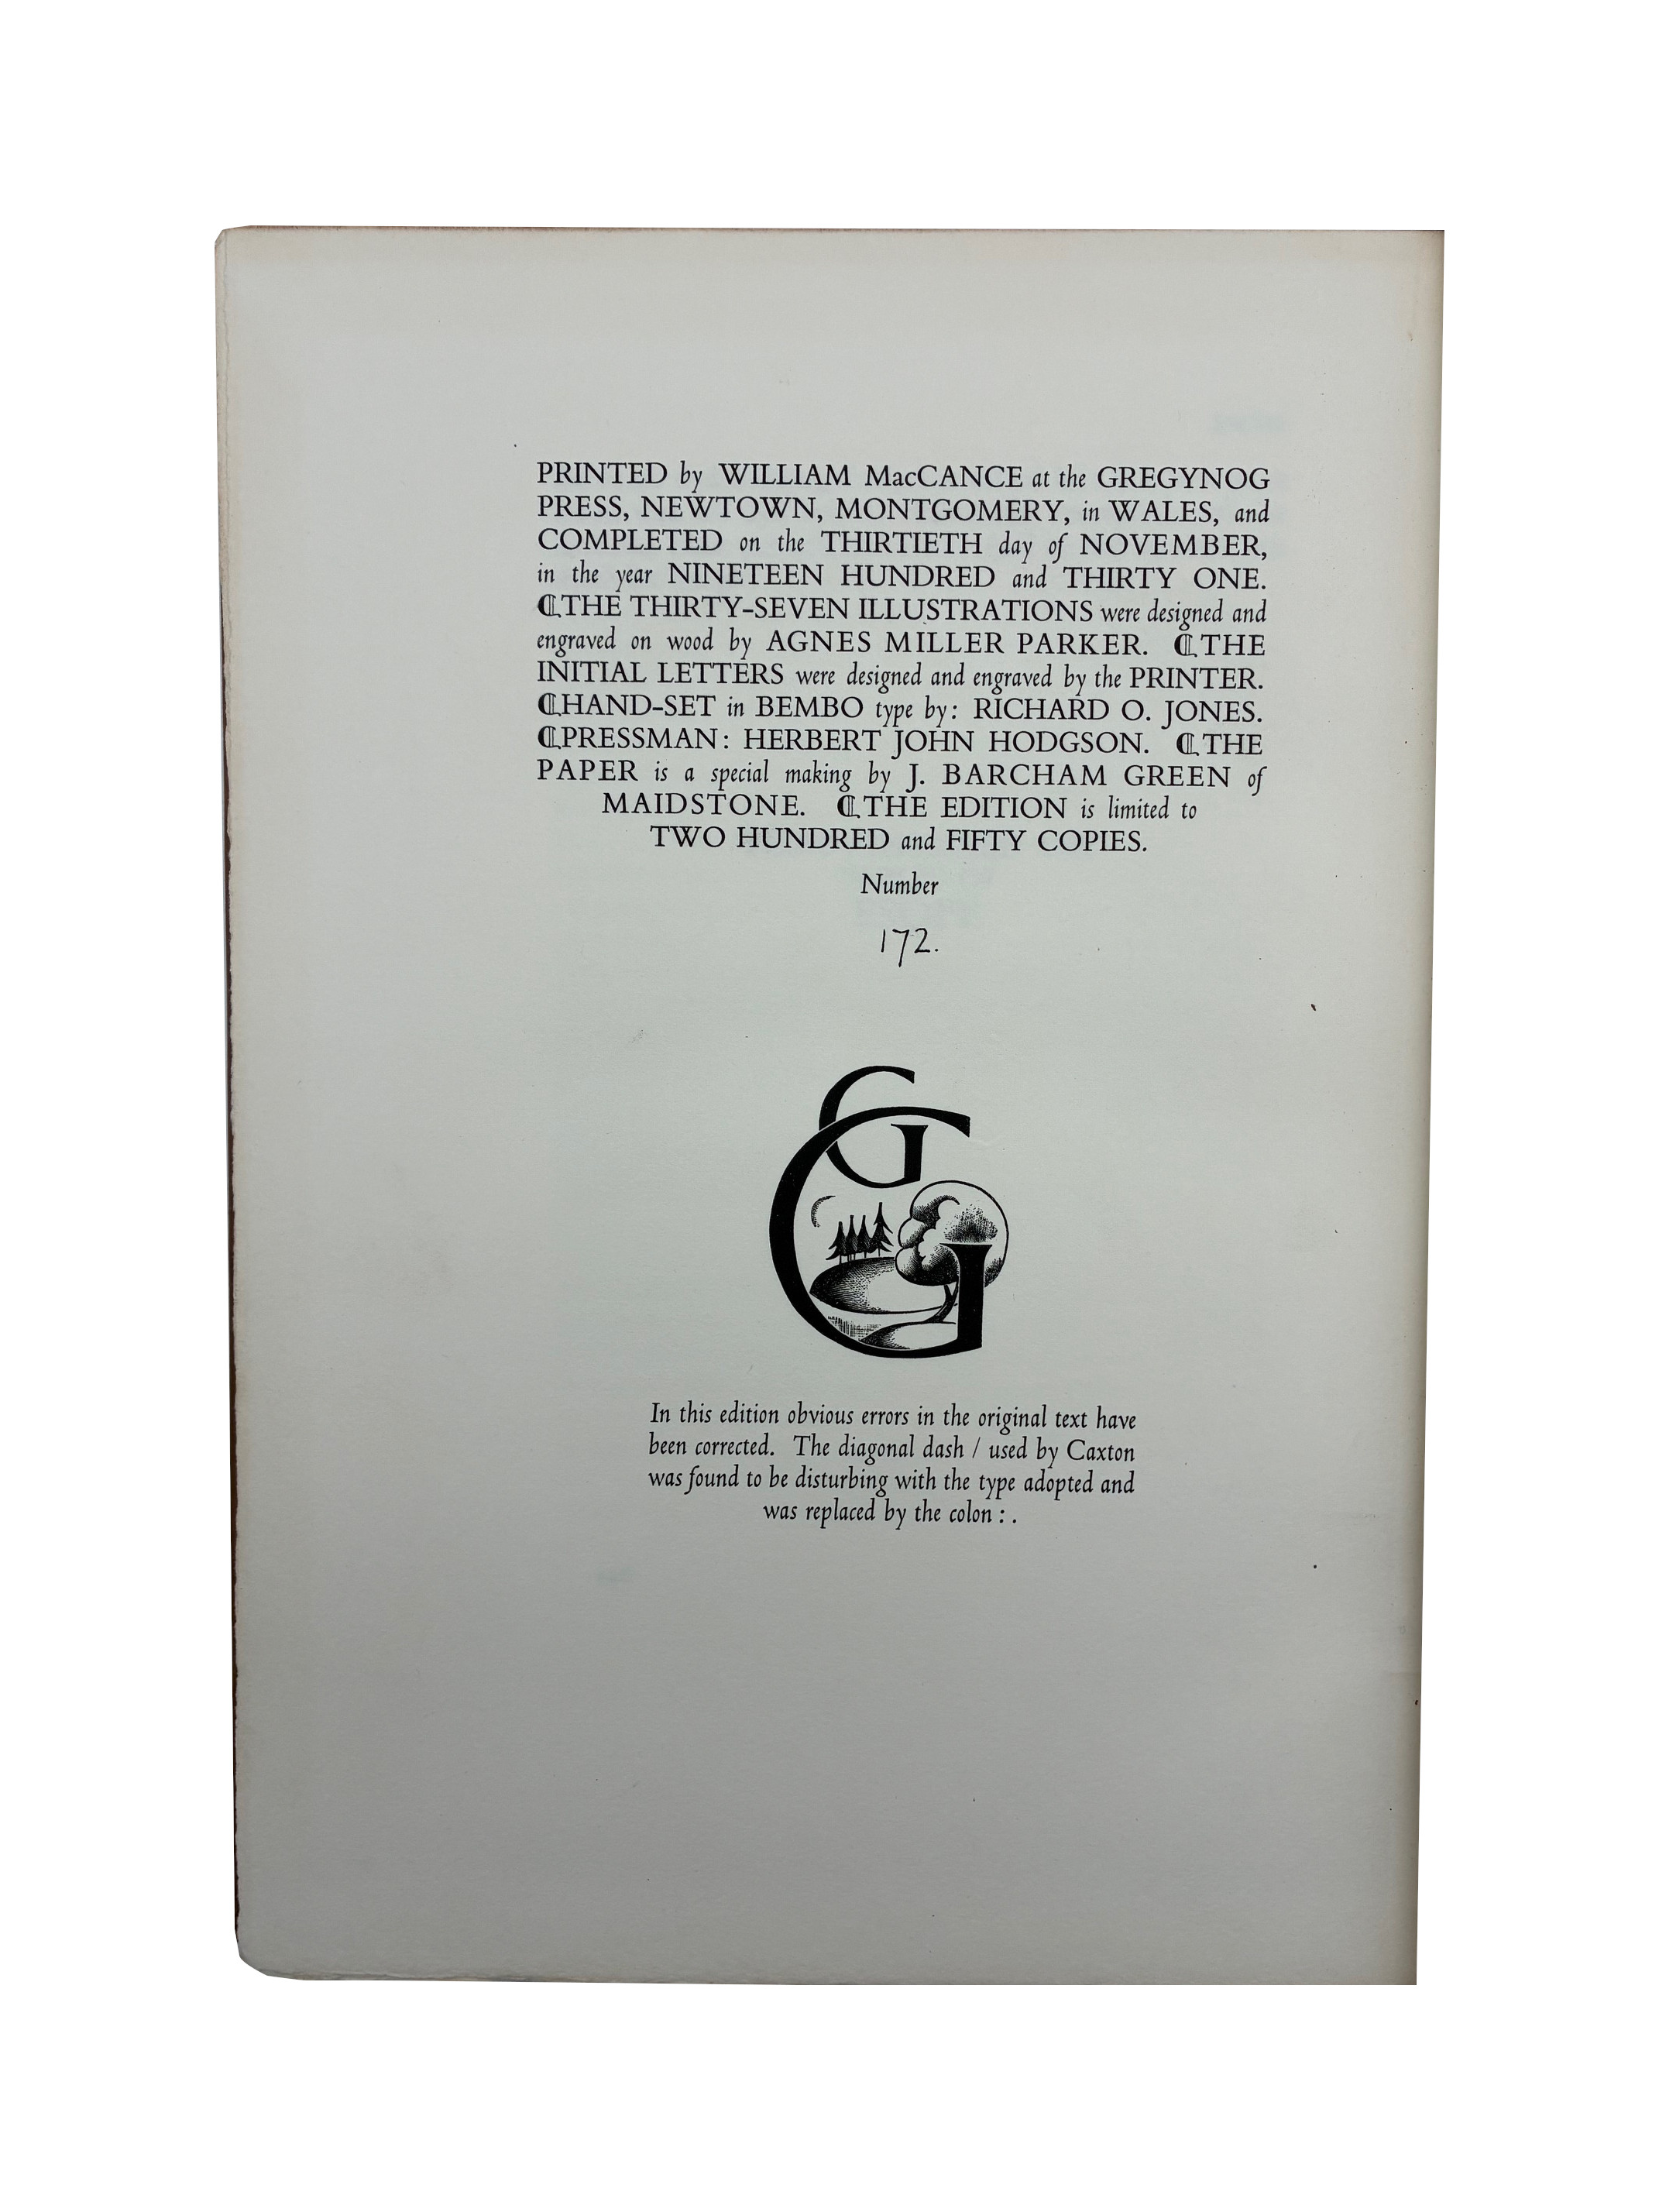 PRINTED by WILLIAM MacCANCE at the GREGYNOG
PRESS, NEWTOWN, MONTGOMERY, in WALES, and
COMPLETED on the THIRTIETH day of NOVEMBER,
in the year NINETEEN HUNDRED and THIRTY ONE.
⸿THE THIRTY-SEVEN ILLUSTRATIONS were designed and
engraved on wood by AGNES MILLER PARKER. ⸿THE
INITIAL LETTERS were designed and engraved by the PRINTER.
⸿HAND-SET in BEMBO type by: RICHARD O. JONES.
⸿PRESSMAN: HERBERT JOHN HODGSON. ⸿THE
PAPER is a special making by J. BARCHAM GREEN of
MAIDSTONE. ⸿THE EDITION is limited to
TWO HUNDRED and FIFTY COPIES.
Number
172.
G
G
In this edition obvious errors in the original text have
been corrected. The diagonal dash / used by Caxton
was found to be disturbing with the type adopted and
was replaced by the colon : .